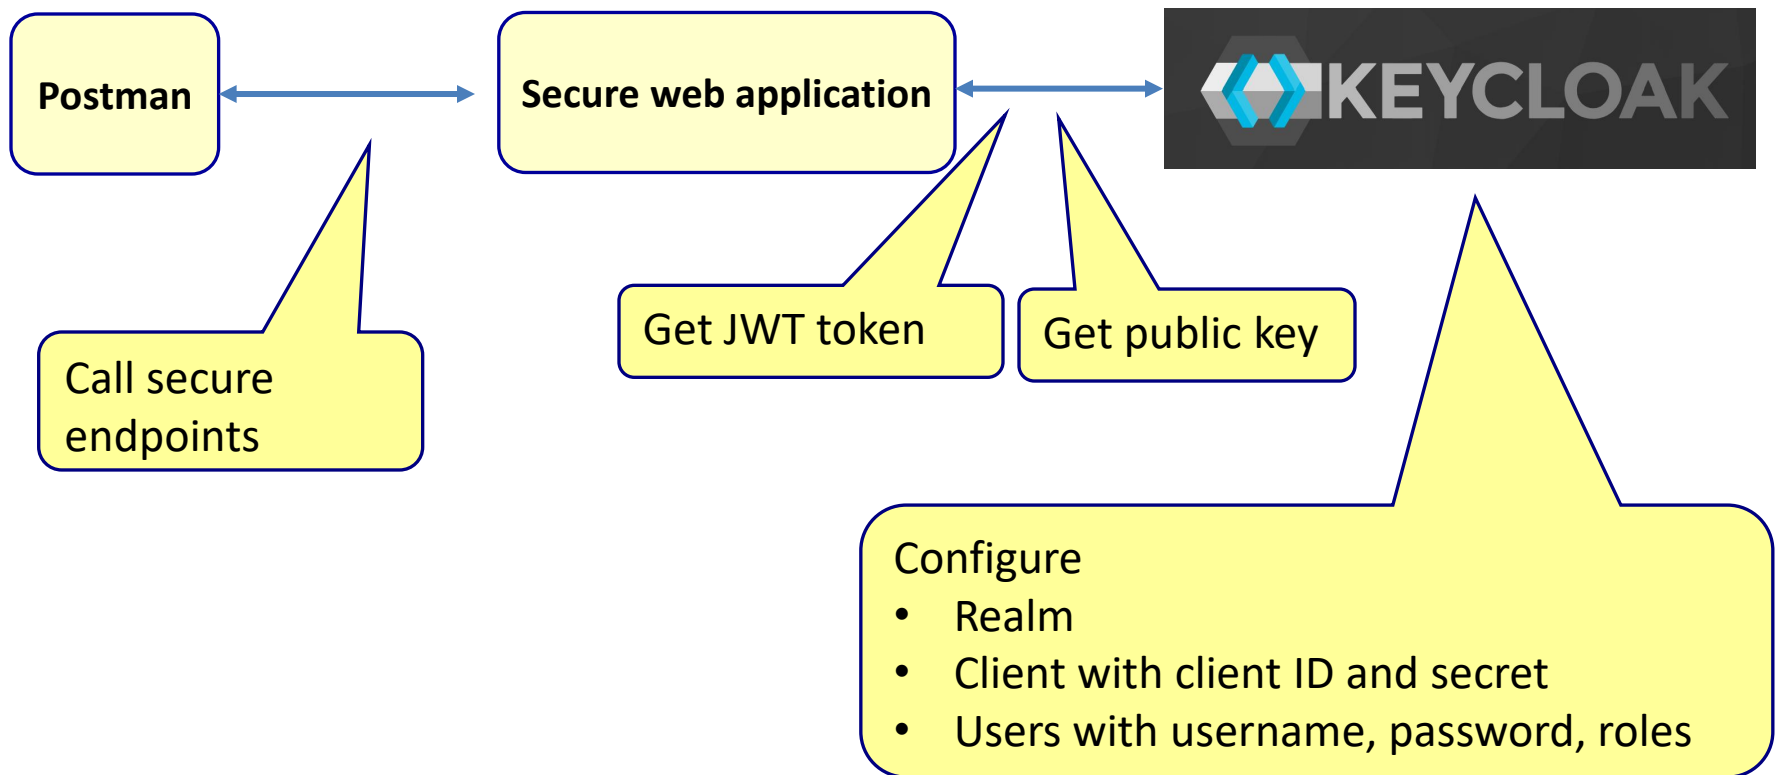 Postman
Secure web application
KEYCLOAK
Get JWT token
Get public key
Call secure
endpoints
Configure
• Realm
• Client with client ID and secret
• Users with username, password, roles